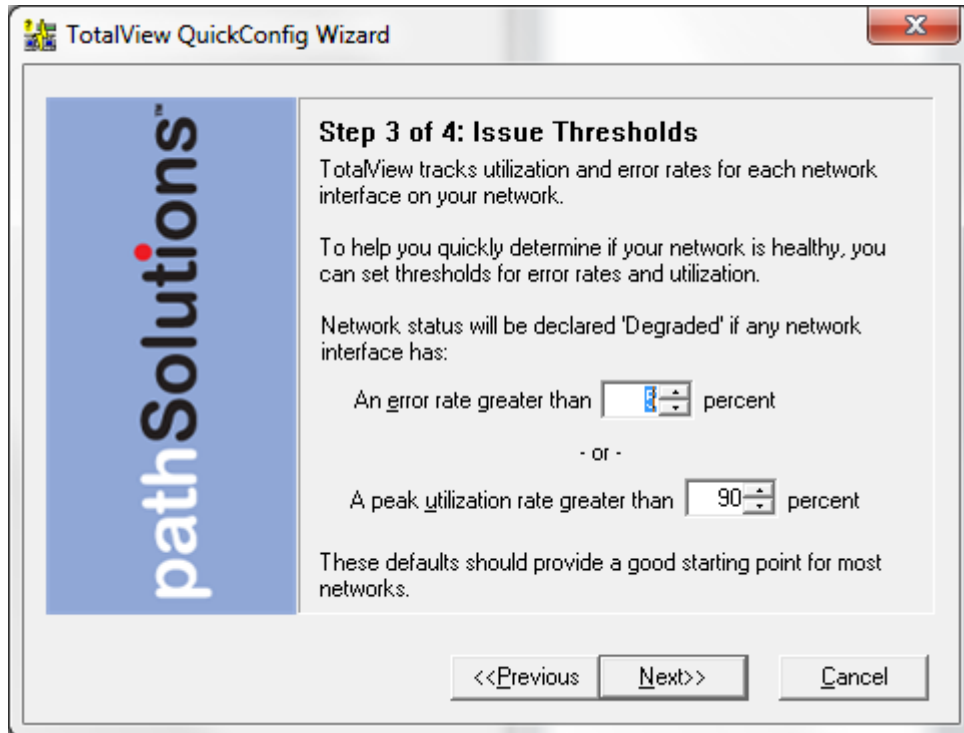 TotalView QuickConfig Wizard
pathSolutions™
Step 3 of 4: Issue Thresholds
TotalView tracks utilization and error rates for each network
interface on your network.
To help you quickly determine if your network is healthy, you
can set thresholds for error rates and utilization.
Network status will be declared 'Degraded' if any network
interface has:
An error rate greater than percent
- or -
A peak utilization rate greater than 90 percent
These defaults should provide a good starting point for most
networks.
<<Previous Next>> Cancel